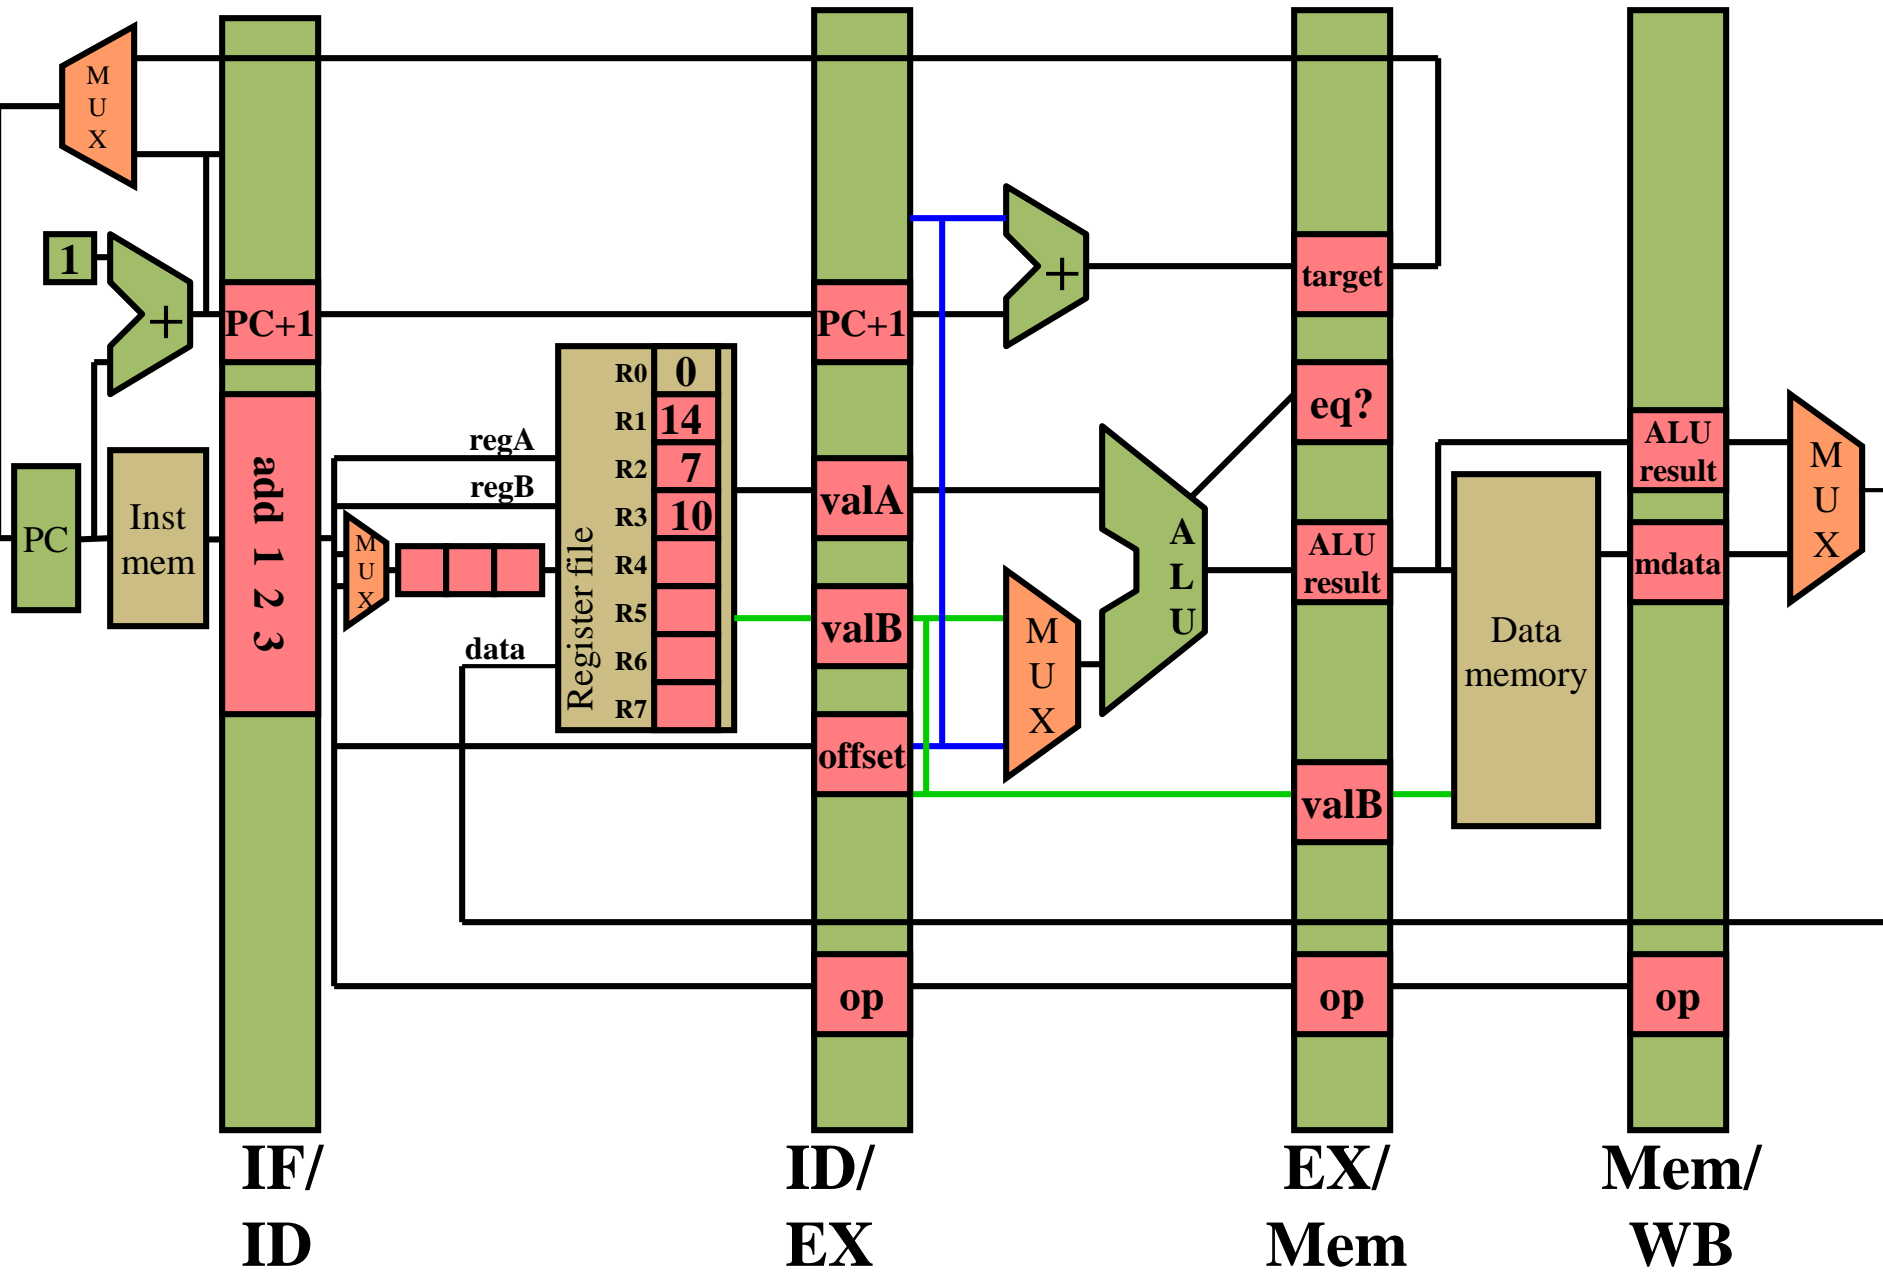 M
U
X
1
+
PC+1
PC
Inst
mem
add 1 2 3
regA
regB
M
U
X
data
Register file
R0 0
R1 14
R2 7
R3 10
R4
R5
R6
R7
PC+1
valA
valB
offset
op
+
M
U
X
A
L
U
target
eq?
ALU
result
valB
op
Data
memory
ALU
result
mdata
op
M
U
X
IF/
ID
ID/
EX
EX/
Mem
Mem/
WB